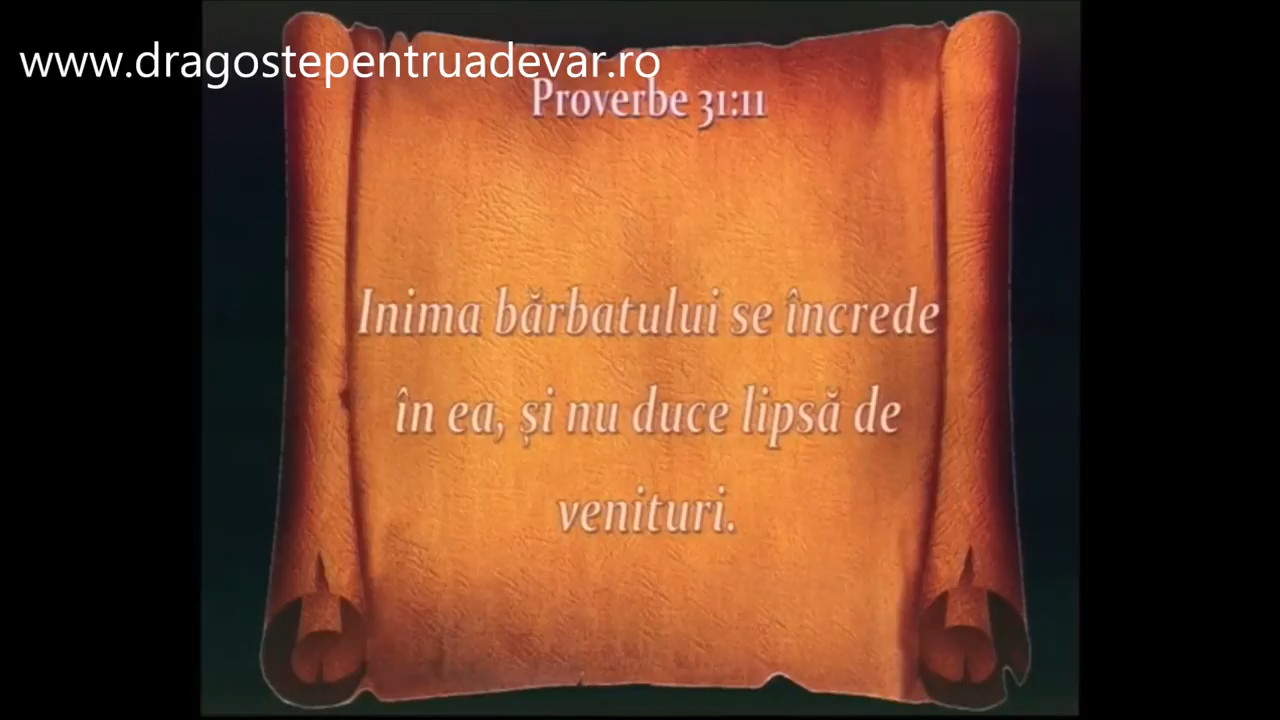 www.dragostepentruadevar.ro
Proverbe 31:11
Inima bărbatului se încrede
în ea, și nu duce lipsă de
venituri.